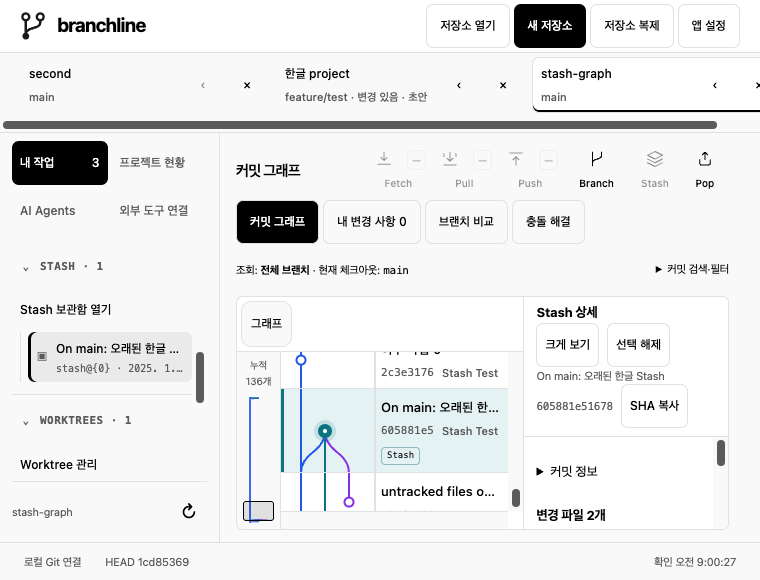 branchline
저장소 열기
새 저장소
저장소 복제
앱 설정
second
main
한글 project
feature/test · 변경 있음 · 초안
stash-graph
main
내 작업 3
프로젝트 현황
AI Agents
외부 도구 연결
STASH · 1
Stash 보관함 열기
On main: 오래된 한글 ...
stash@{0} · 2025. 1....
WORKTREES · 1
Worktree 관리
stash-graph
커밋 그래프
Fetch
Pull
Push
Branch
Stash
Pop
커밋 그래프
내 변경 사항 0
브랜치 비교
충돌 해결
조회: 전체 브랜치 · 현재 체크아웃: main
▶ 커밋 검색·필터
그래프
누적
136개
2c3e3176 Stash Test
On main: 오래된 한...
605881e5 Stash Test
Stash
untracked files o...
Stash 상세
크게 보기
선택 해제
On main: 오래된 한글 Stash
605881e51678
SHA 복사
▶ 커밋 정보
변경 파일 2개
로컬 Git 연결
HEAD 1cd85369
확인 오전 9:00:27